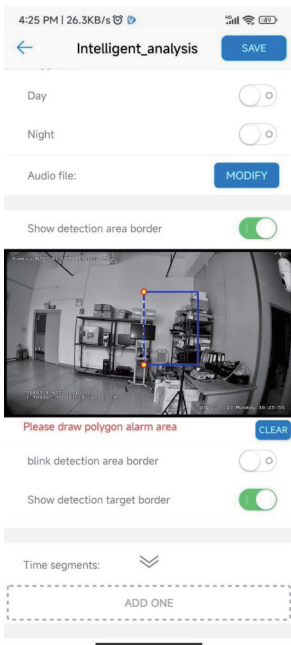 4:25 PM | 26.3KB/s
49
Intelligent_analysis
SAVE
Day
Night
Audio file:
MODIFY
Show detection area border
Please draw polygon alarm area
CLEAR
blink detection area border
Show detection target border
Time segments:
ADD ONE